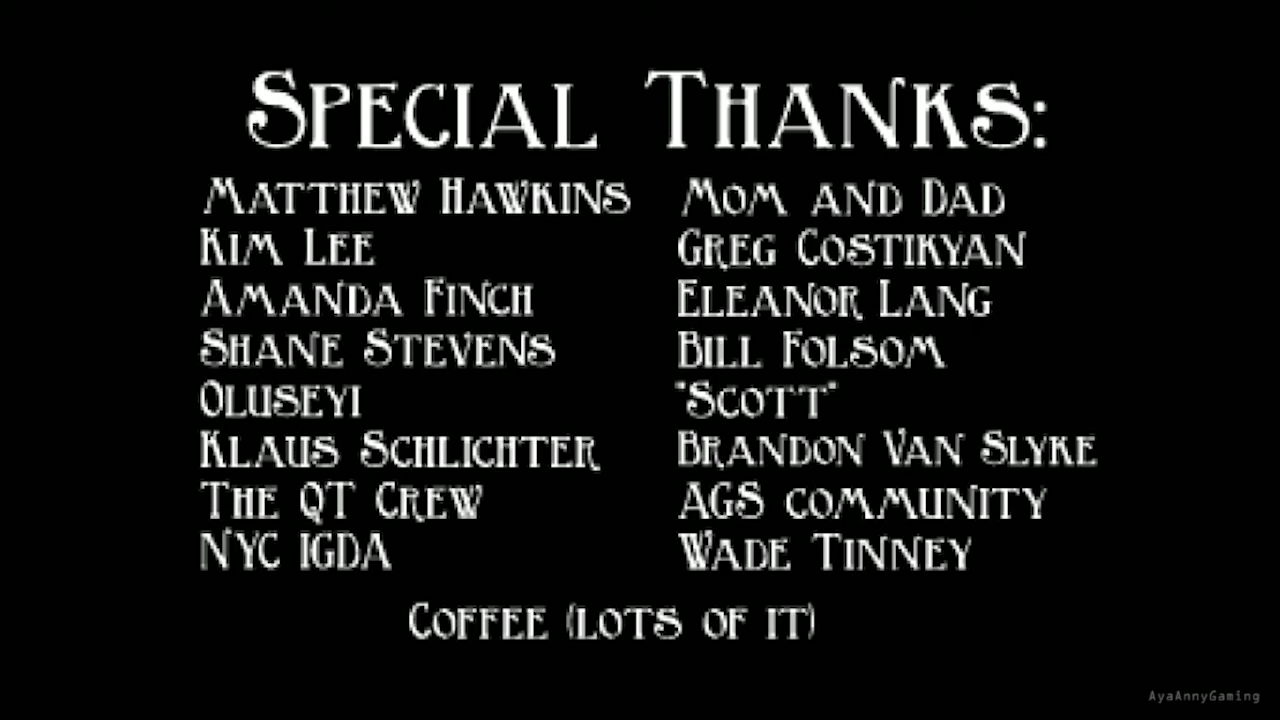 Special Thanks:
Matthew Hawkins
Kim Lee
Amanda Finch
Shane Stevens
Oluseyi
Klaus Schlichter
The QT Crew
NYC IGDA
Mom and Dad
Greg Costikyan
Eleanor Lang
Bill Folsom
"Scott"
Brandon Van Slyke
AGS community
Wade Tinney
Coffee (lots of it)
AyaAnnyGaming